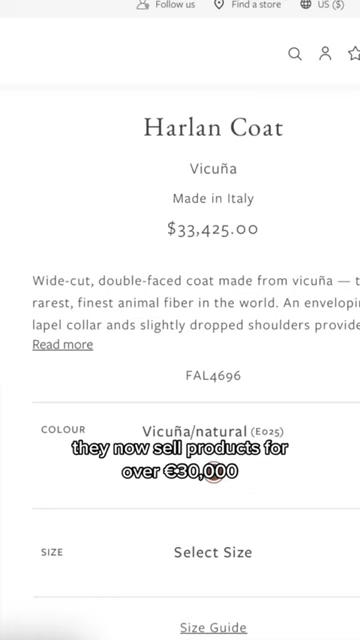 Follow us
Find a store
US ($)
Harlan Coat
Vicuña
Made in Italy
$33,425.00
Wide-cut, double-faced coat made from vicuña — t
rarest, finest animal fiber in the world. An envelopi
lapel collar ands slightly dropped shoulders provide
Read more
FAL4696
COLOUR
Vicuña/natural (E025)
they now sell products for
over €30,000
SIZE
Select Size
Size Guide